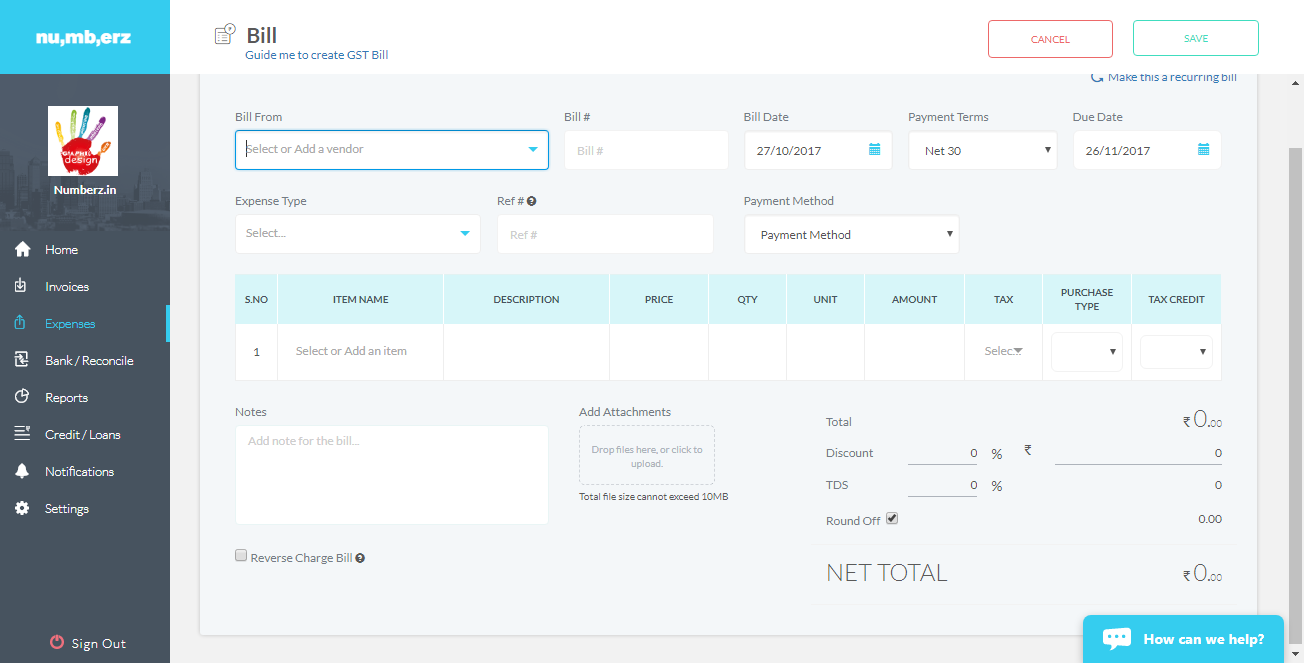 nu,mb,erz
Bill
Guide me to create GST Bill
CANCEL
SAVE
GRAPHIC
design
Numberz.in
Home
Invoices
Expenses
Bank / Reconcile
Reports
Credit / Loans
Notifications
Settings
Sign Out
Make this a recurring bill
Bill From
Bill #
Bill Date
Payment Terms
Due Date
Select or Add a vendor
Bill #
27/10/2017
Net 30
26/11/2017
Expense Type
Ref #
Payment Method
Select...
Ref #
Payment Method
S.NO
ITEM NAME
DESCRIPTION
PRICE
QTY
UNIT
AMOUNT
TAX
PURCHASE
TYPE
TAX CREDIT
1
Select or Add an item
Selec...
Notes
Add note for the bill...
Add Attachments
Drop files here, or click to
upload.
Total file size cannot exceed 10MB
Reverse Charge Bill
Total
₹ 0.00
Discount
0 %
₹
0
TDS
0 %
0
Round Off
0.00
NET TOTAL
₹ 0.00
How can we help?